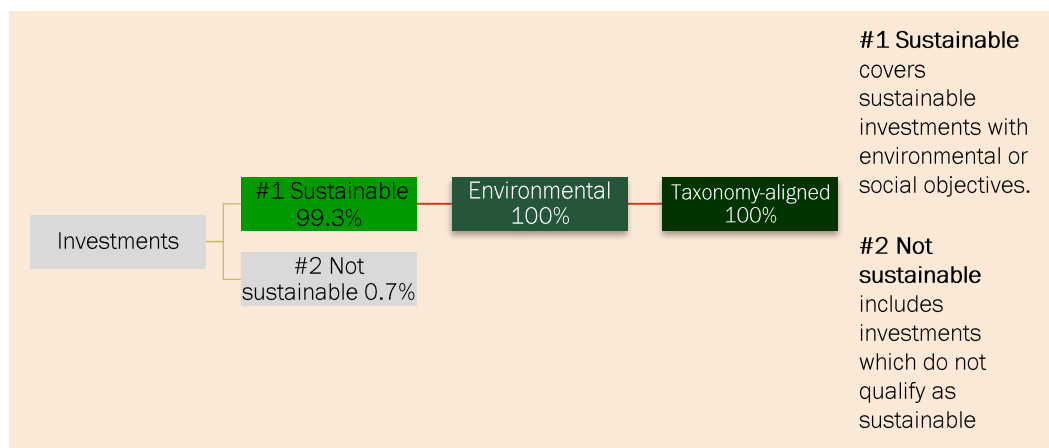 Investments
#1 Sustainable
99.3%
#2 Not
sustainable 0.7%
Environmental
100%
Taxonomy-aligned
100%
#1 Sustainable
covers
sustainable
investments with
environmental or
social objectives.
#2 Not
sustainable
includes
investments
which do not
qualify as
sustainable